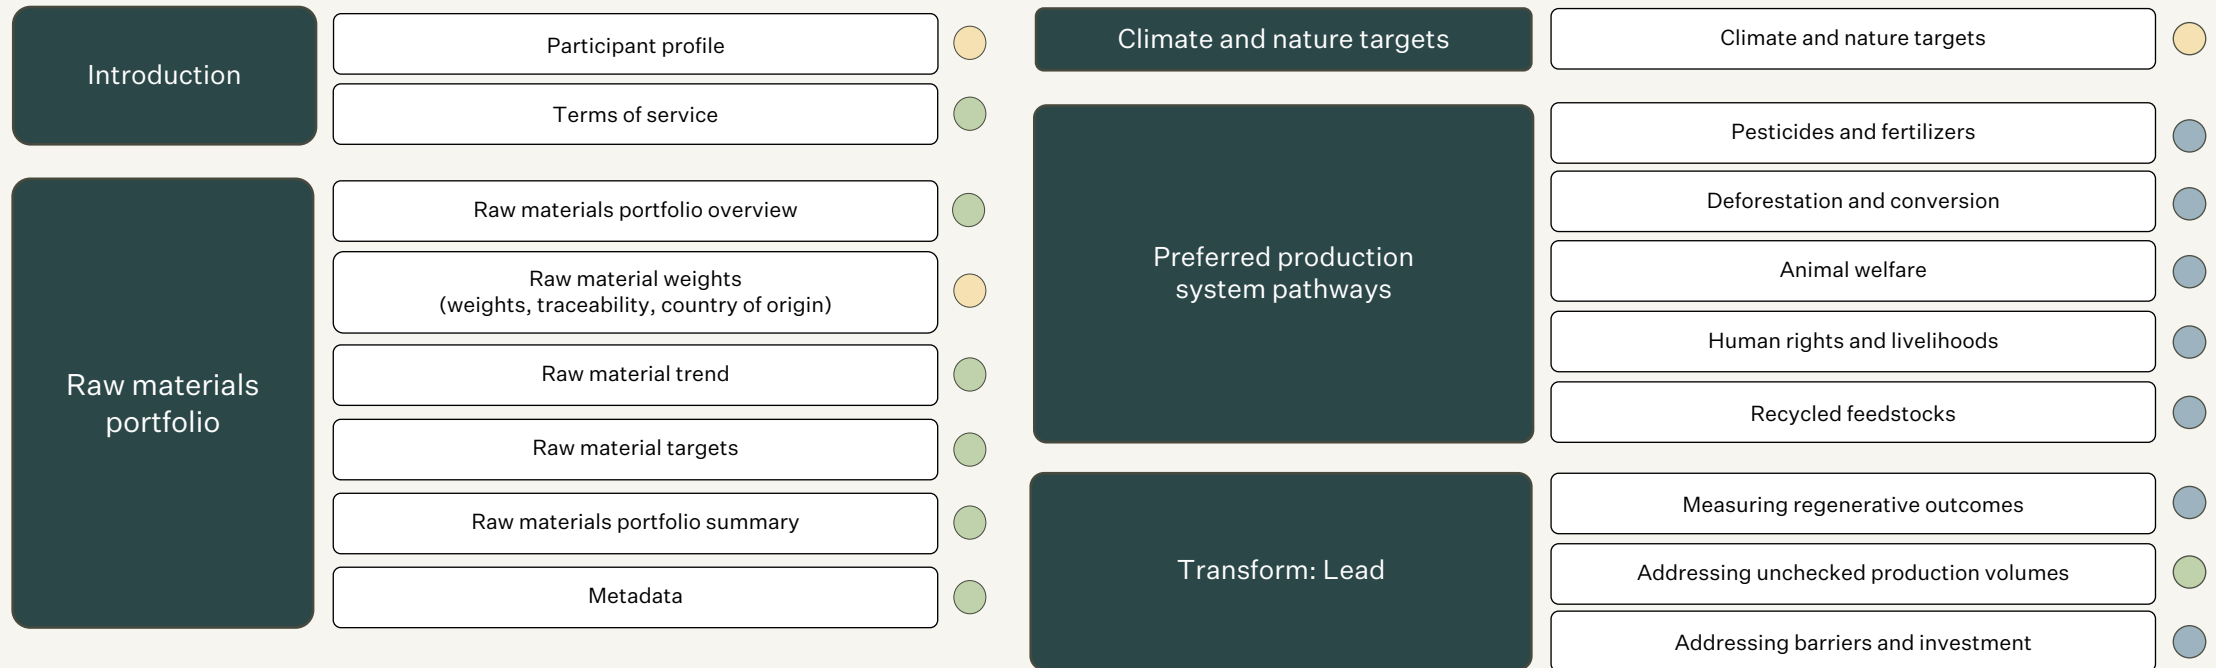 Introduction
Participant profile
Terms of service
Raw materials
portfolio
Raw materials portfolio overview
Raw material weights
(weights, traceability, country of origin)
Raw material trend
Raw material targets
Raw materials portfolio summary
Metadata
Climate and nature targets
Climate and nature targets
Preferred production
system pathways
Pesticides and fertilizers
Deforestation and conversion
Animal welfare
Human rights and livelihoods
Recycled feedstocks
Transform: Lead
Measuring regenerative outcomes
Addressing unchecked production volumes
Addressing barriers and investment